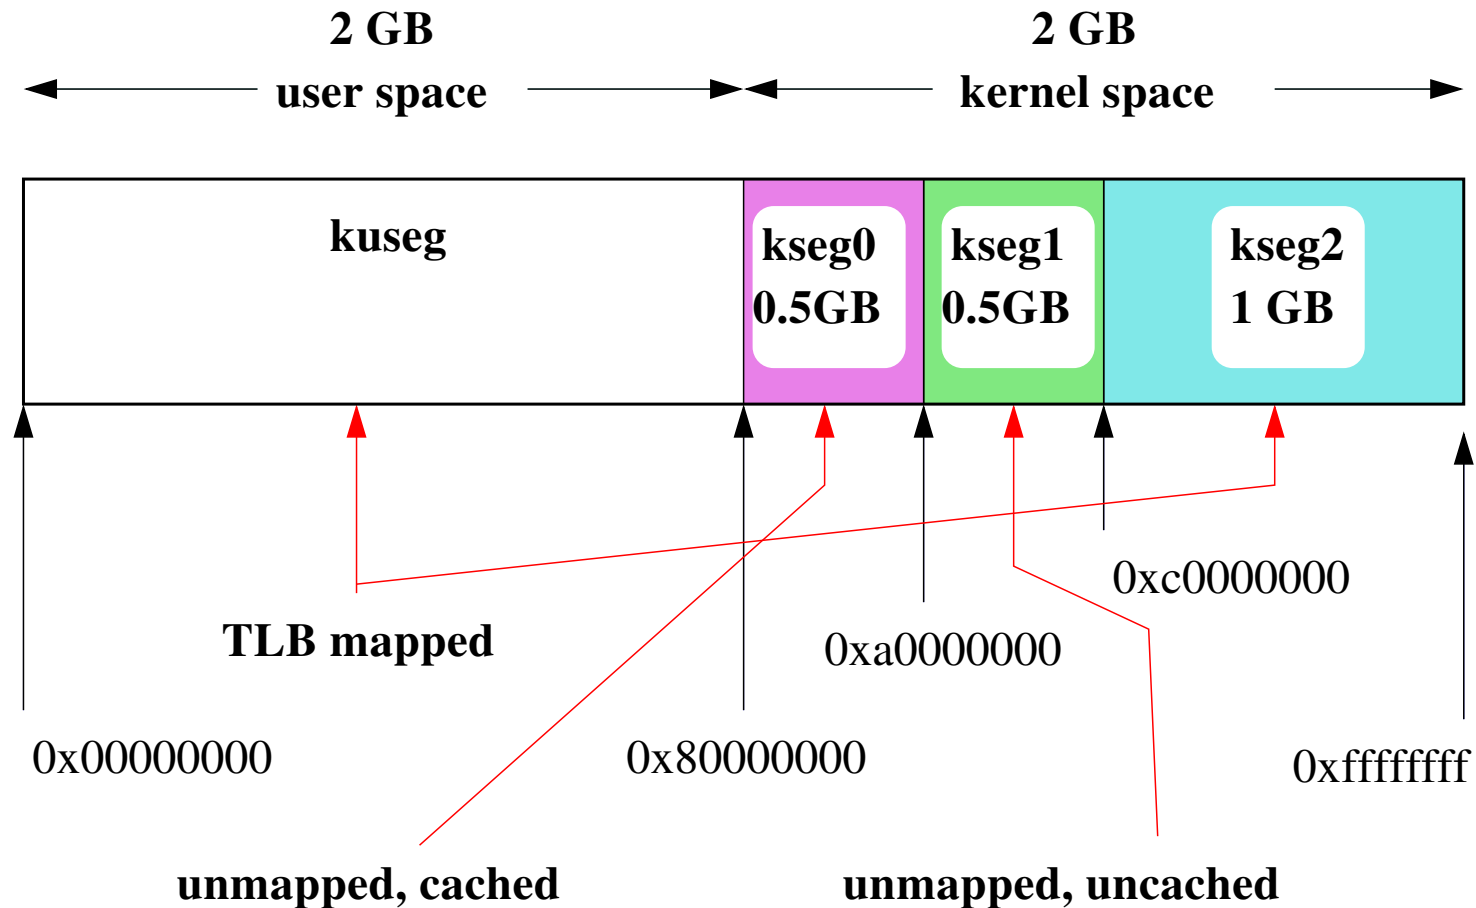 2 GB
user space
2 GB
kernel space
kuseg
kseg0
0.5GB
kseg1
0.5GB
kseg2
1 GB
0xc0000000
TLB mapped
0xa0000000
0x00000000
0x80000000
0xffffffff
unmapped, cached
unmapped, uncached